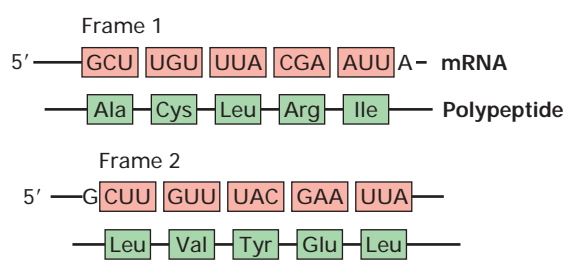 Frame 1
5′ GCU UGU UUA CGA AUU A mRNA
Ala Cys Leu Arg Ile Polypeptide
Frame 2
5′ G CUU GUU UAC GAA UUA
Leu Val Tyr Glu Leu